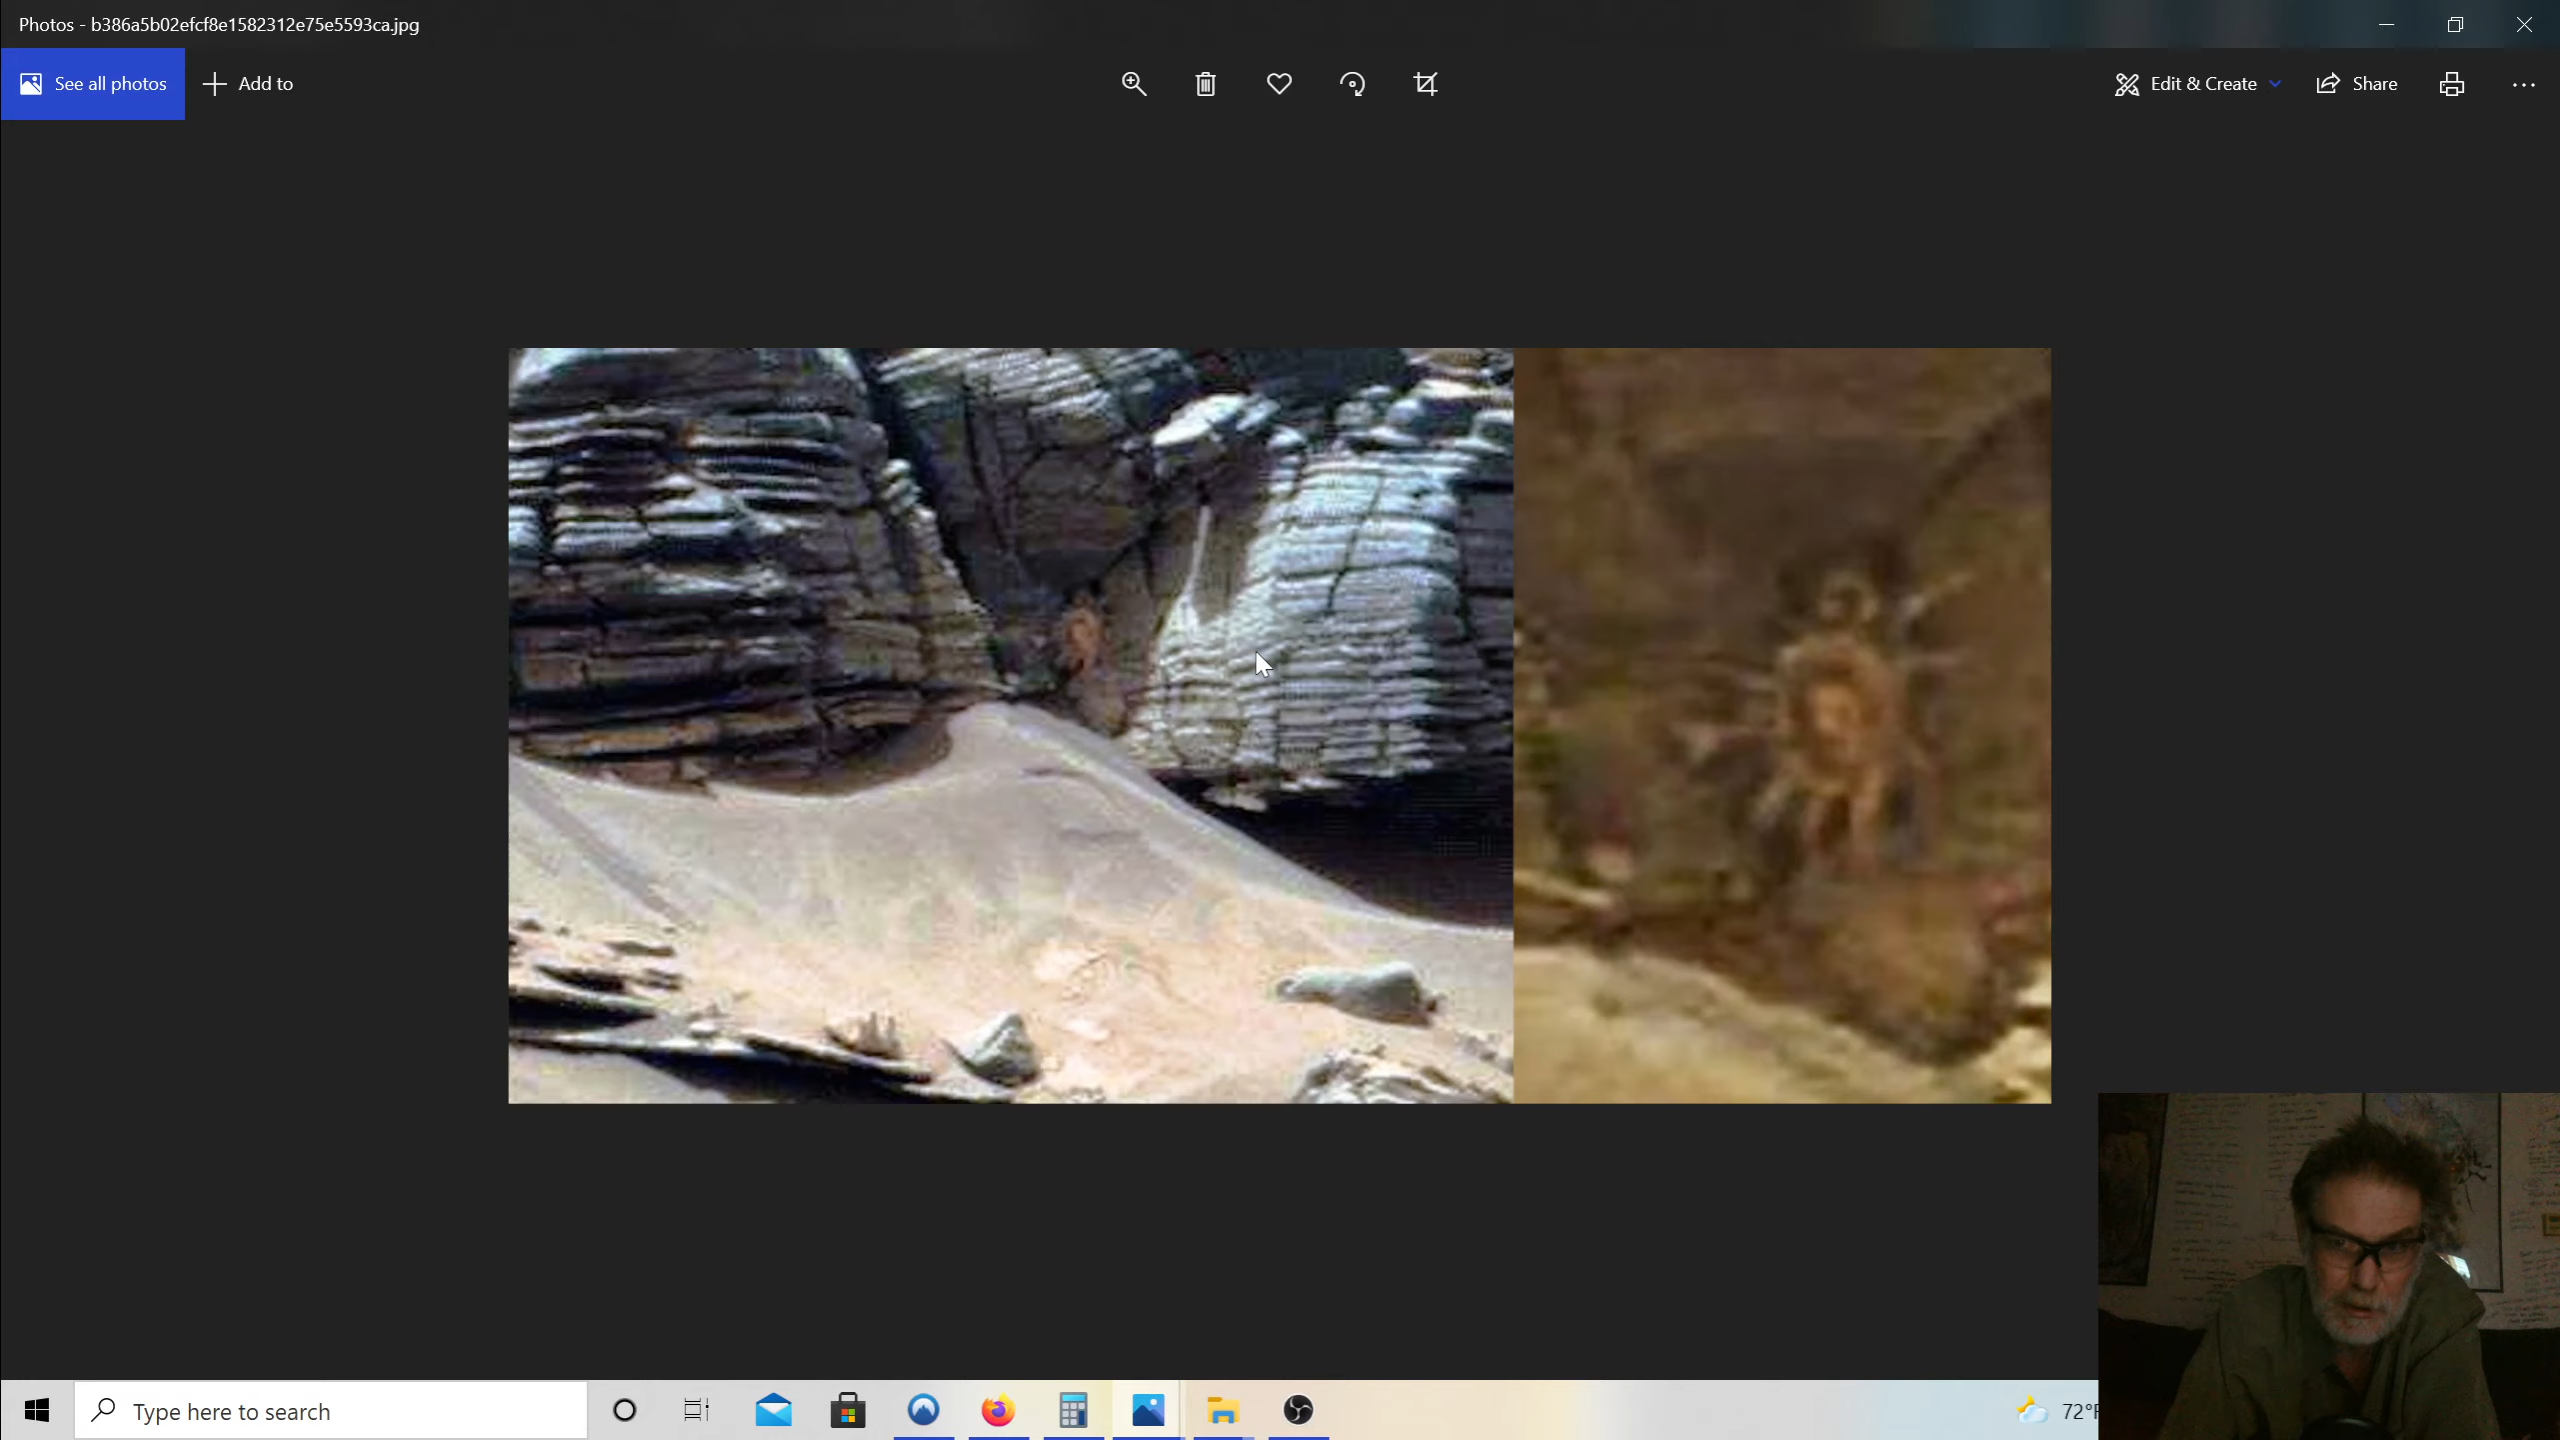 Photos - b386a5b02efcf8e1582312e75e5593ca.jpg
See all photos
Add to
Edit & Create
Share
Type here to search
72°F